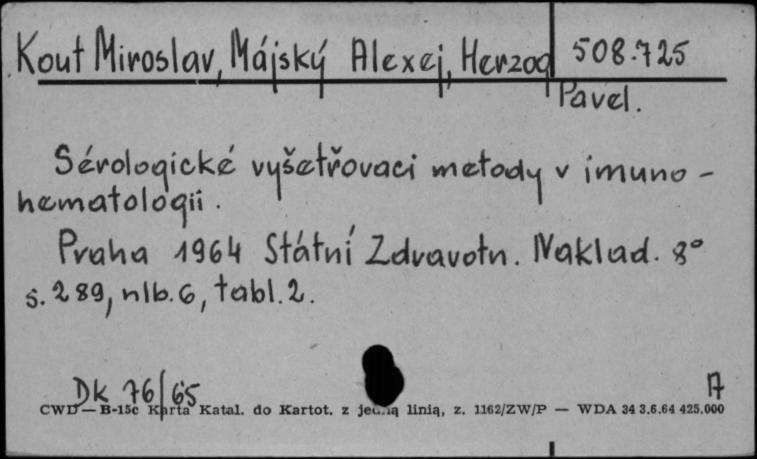 Kout Miroslav, Májský Alexej, Herzog 508.725
Pavel.
Sérologické vyšetřovaci metody v imuno-
hematologii.
Praha 1964 Státní Zdravotn. Naklad. 8°
s. 289, nlb. 6, tabl. 2.
Dk 76/65 A
CWD — B-15c Karta Katal. do Kartot. z jedną linią, z. 1162/ZW/P — WDA 34 3.6.64 425.000